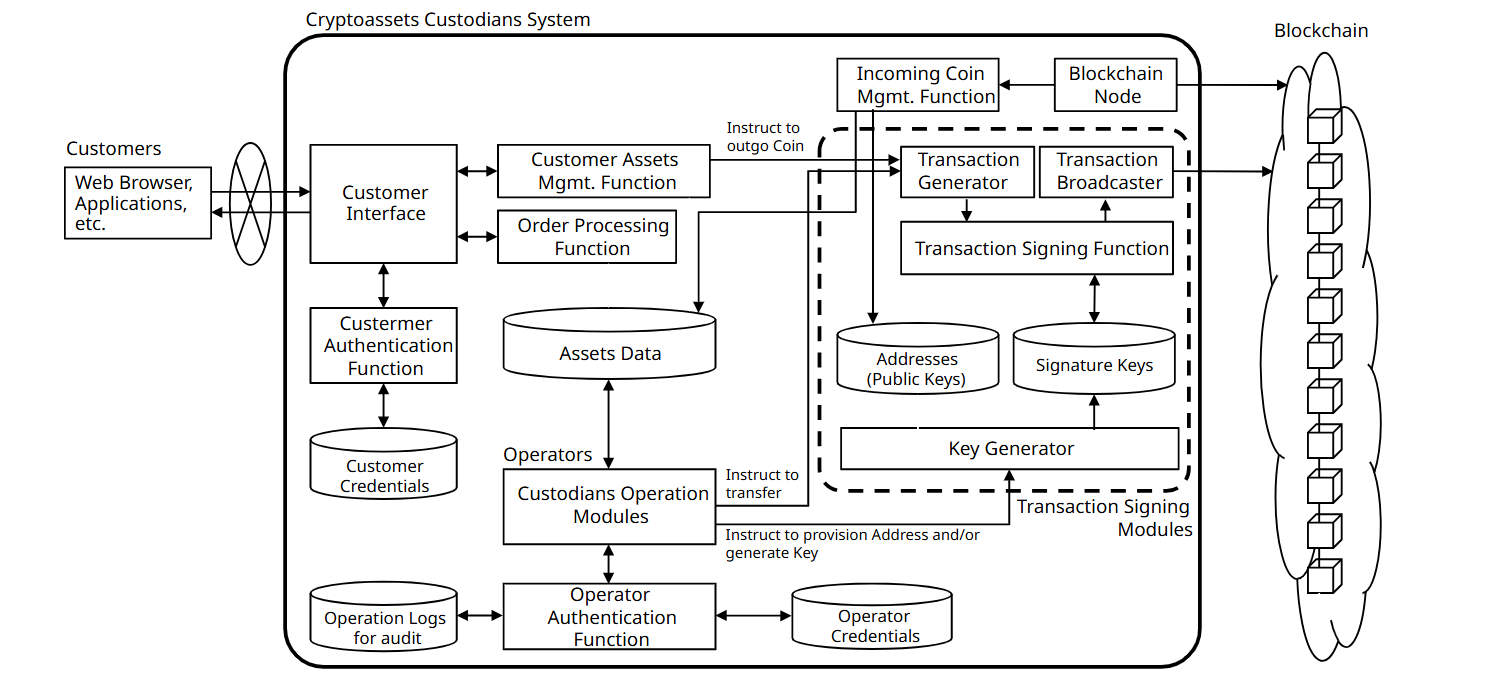 Cryptoassets Custodians System
Blockchain
Incoming Coin
Mgmt. Function
Blockchain
Node
Customers
Web Browser,
Applications,
etc.
Customer
Interface
Customer Assets
Mgmt. Function
Instruct to
outgo Coin
Transaction
Generator
Transaction
Broadcaster
Order Processing
Function
Transaction Signing Function
Custermer
Authentication
Function
Assets Data
Addresses
(Public Keys)
Signature Keys
Customer
Credentials
Operators
Custodians Operation
Modules
Instruct to
transfer
Key Generator
Transaction Signing
Modules
Instruct to provision Address and/or
generate Key
Operation Logs
for audit
Operator
Authentication
Function
Operator
Credentials